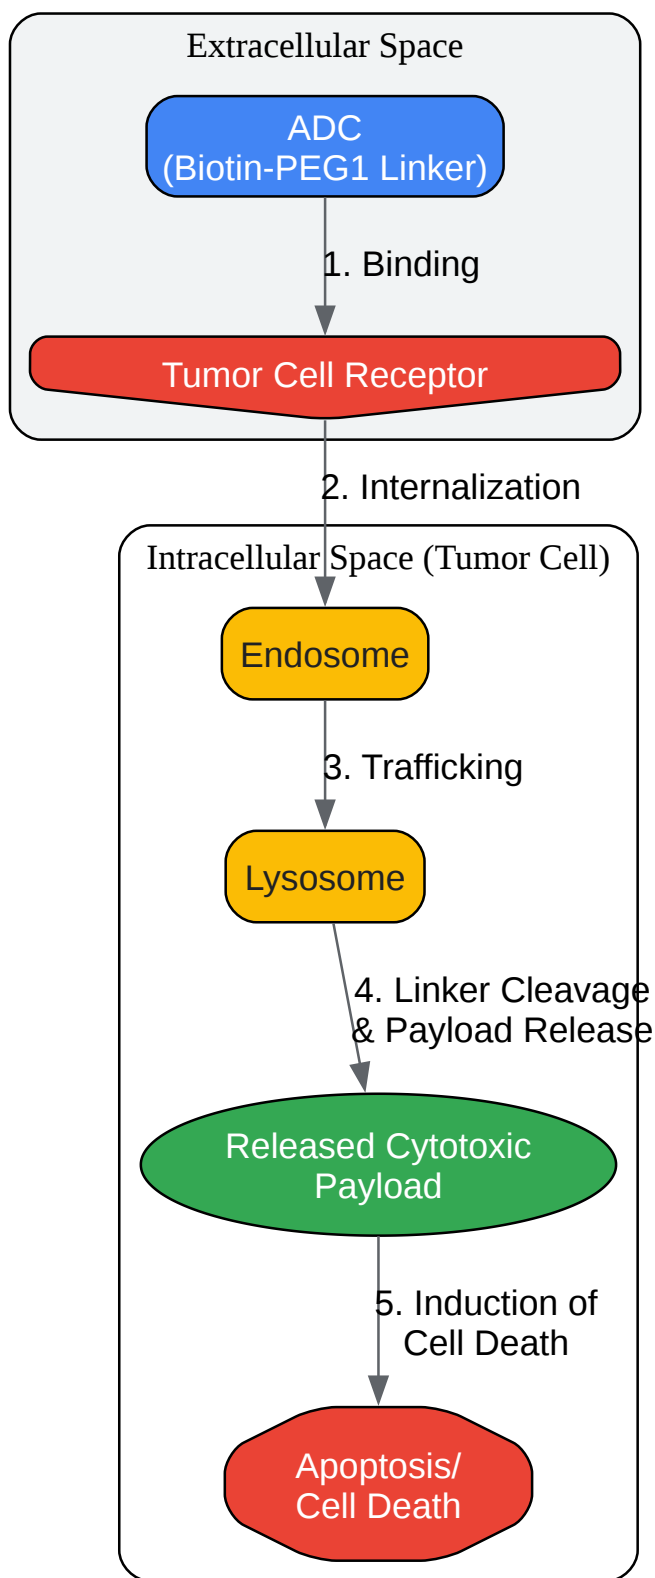 Extracellular Space
ADC
(Biotin-PEG1 Linker)
1. Binding
Tumor Cell Receptor
2. Internalization
Intracellular Space (Tumor Cell)
Endosome
3. Trafficking
Lysosome
4. Linker Cleavage
& Payload Release
Released Cytotoxic
Payload
5. Induction of
Cell Death
Apoptosis/
Cell Death